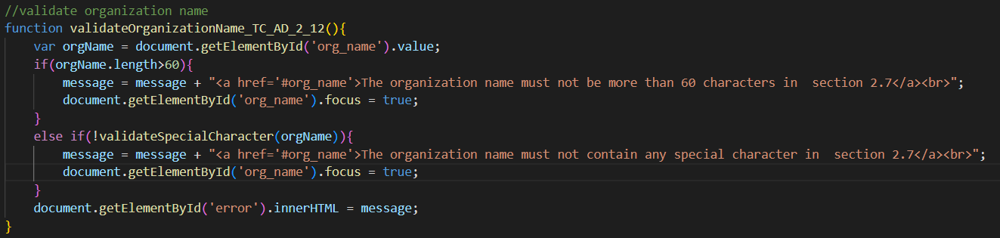 //validate organization name
function validateOrganizationName_TC_AD_2_12(){
    var orgName = document.getElementById('org_name').value;
    if(orgName.length>60){
        message = message + "<a href='#org_name'>The organization name must not be more than 60 characters in  section 2.7</a><br>";
        document.getElementById('org_name').focus = true;
    }
    else if(!validateSpecialCharacter(orgName)){
        message = message + "<a href='#org_name'>The organization name must not contain any special character in  section 2.7</a><br>";
        document.getElementById('org_name').focus = true;
    }
    document.getElementById('error').innerHTML = message;
}